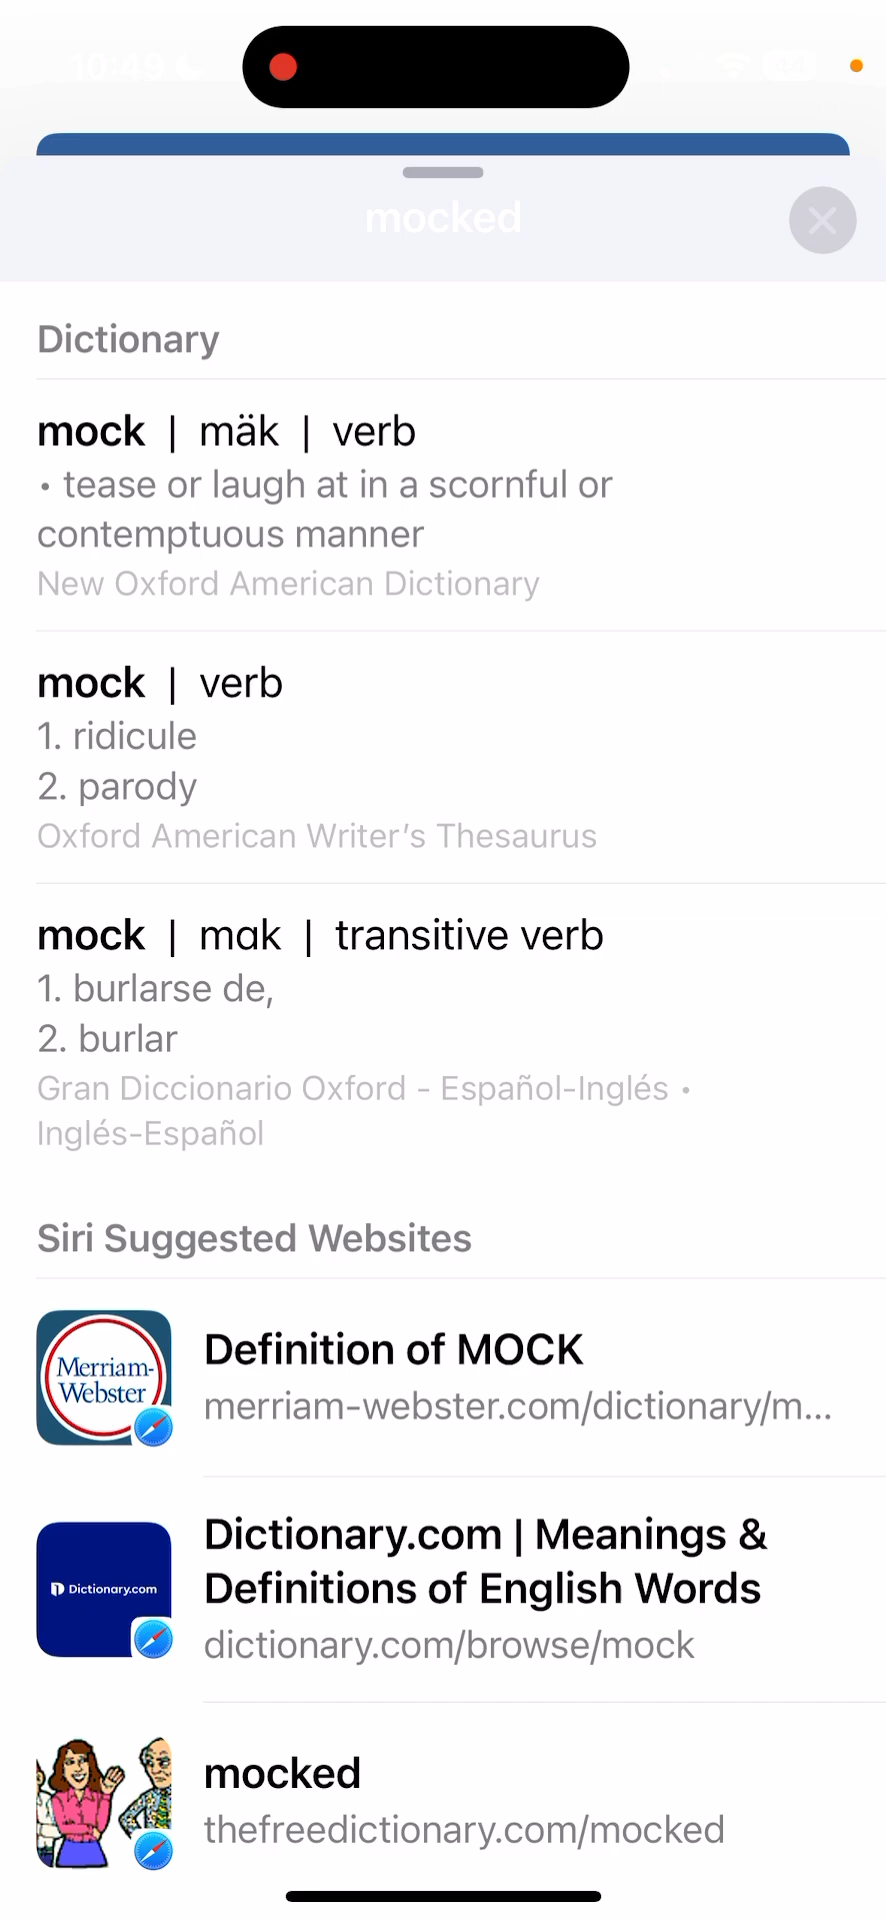 10:49
mocked
Dictionary
mock | mäk | verb
• tease or laugh at in a scornful or
contemptuous manner
New Oxford American Dictionary
mock | verb
1. ridicule
2. parody
Oxford American Writer’s Thesaurus
mock | mɑk | transitive verb
1. burlarse de,
2. burlar
Gran Diccionario Oxford - Español-Inglés •
Inglés-Español
Siri Suggested Websites
Merriam-
Webster
Definition of MOCK
merriam-webster.com/dictionary/m...
Dictionary.com | Meanings &
Definitions of English Words
Dictionary.com
dictionary.com/browse/mock
mocked
thefreedictionary.com/mocked